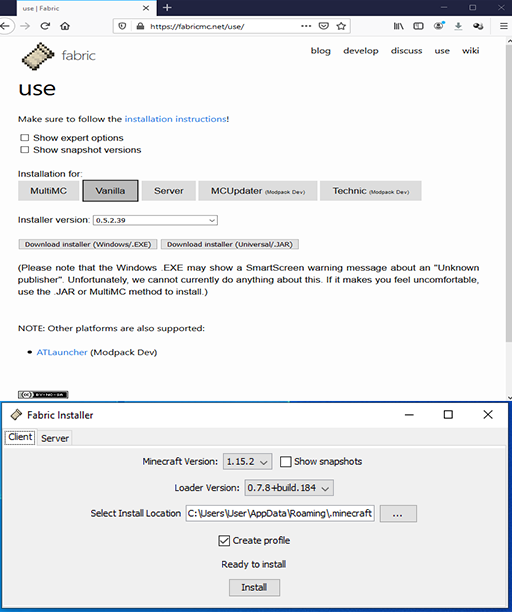 use | Fabric
https://fabricmc.net/use/
fabric
blog develop discuss use wiki
use
Make sure to follow the installation instructions!
Show expert options
Show snapshot versions
Installation for:
MultiMC Vanilla Server MCUpdater (Modpack Dev) Technic (Modpack Dev)
Installer version: 0.5.2.39
Download installer (Windows/.EXE) Download installer (Universal/.JAR)
(Please note that the Windows .EXE may show a SmartScreen warning message about an "Unknown
publisher". Unfortunately, we cannot currently do anything about this. If it makes you feel uncomfortable,
use the .JAR or MultiMC method to install.)
NOTE: Other platforms are also supported:
• ATLauncher (Modpack Dev)
BY-NC-SA
Fabric Installer
Client Server
Minecraft Version: 1.15.2 Show snapshots
Loader Version: 0.7.8+build.184
Select Install Location C:\Users\User\AppData\Roaming\.minecraft ...
Create profile
Ready to install
Install